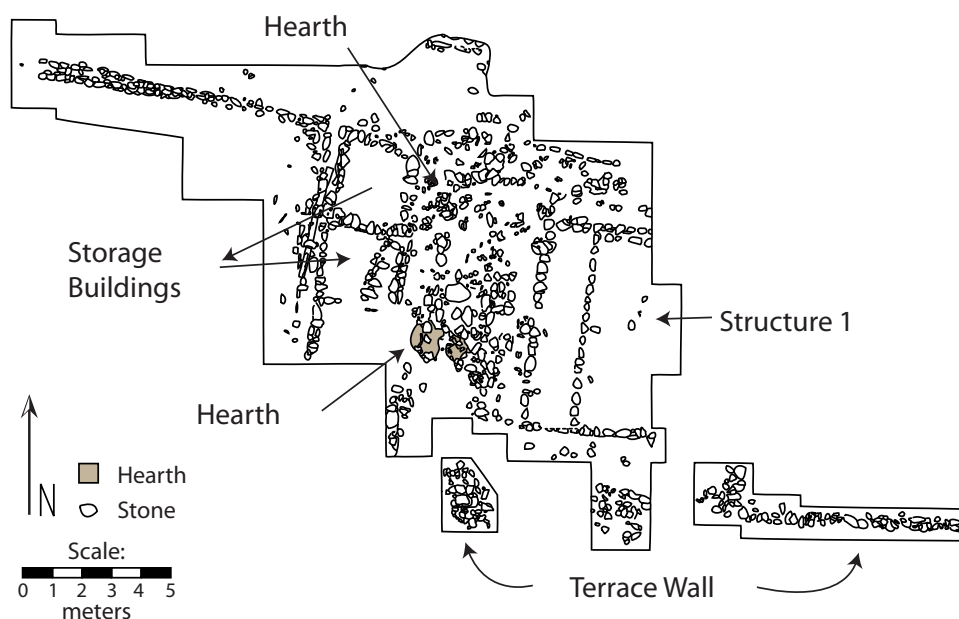 Hearth
Storage
Buildings
Structure 1
Hearth
Hearth
N
Stone
Scale:
0 1 2 3 4 5
meters
Terrace Wall